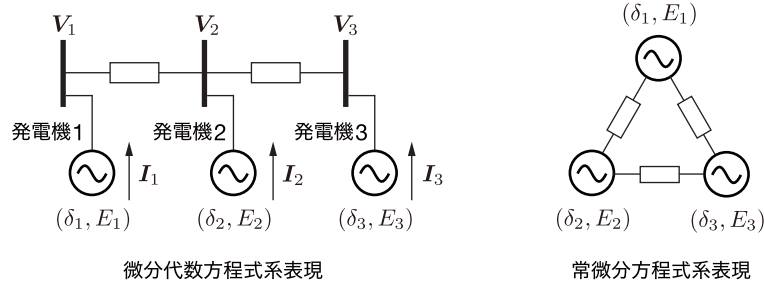 V₁ V₂ V₃
発電機1 発電機2 発電機3
I₁ I₂ I₃
(δ₁, E₁) (δ₂, E₂) (δ₃, E₃)
微分代数方程式系表現
(δ₁, E₁)
(δ₂, E₂) (δ₃, E₃)
常微分方程式系表現